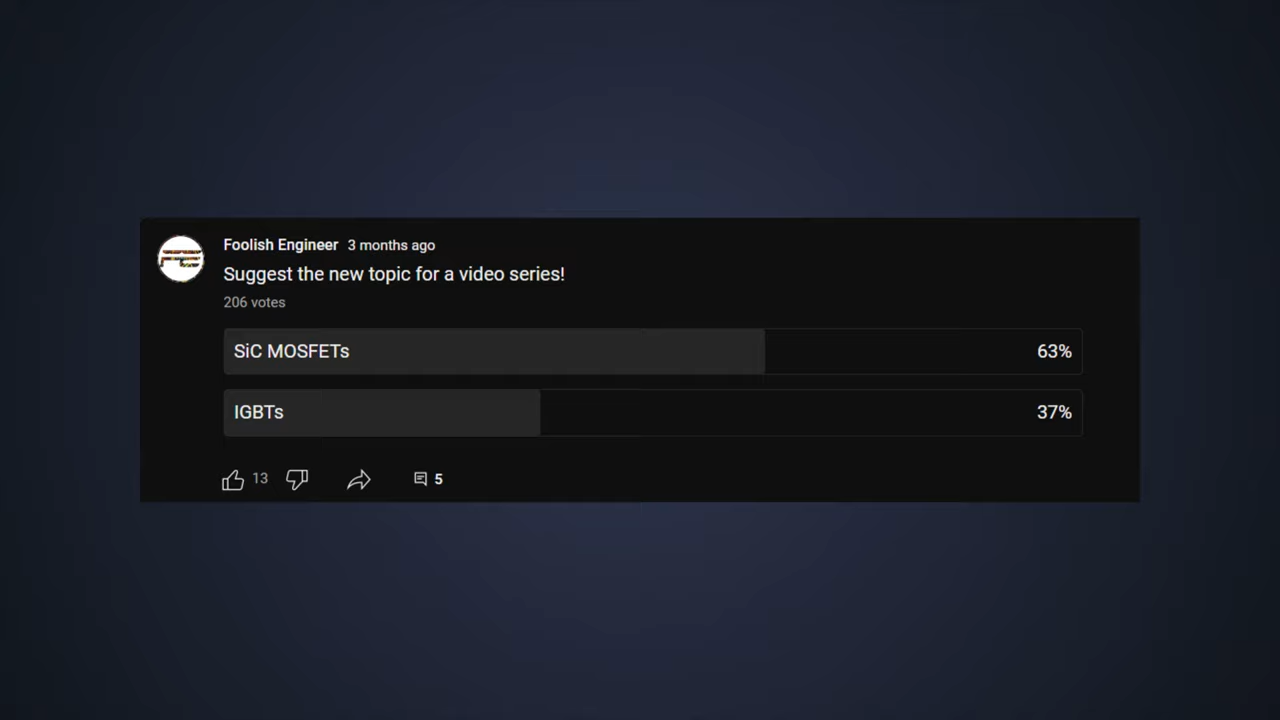 Foolish Engineer 3 months ago
Suggest the new topic for a video series!
206 votes
SiC MOSFETs 63%
IGBTs 37%
13 5